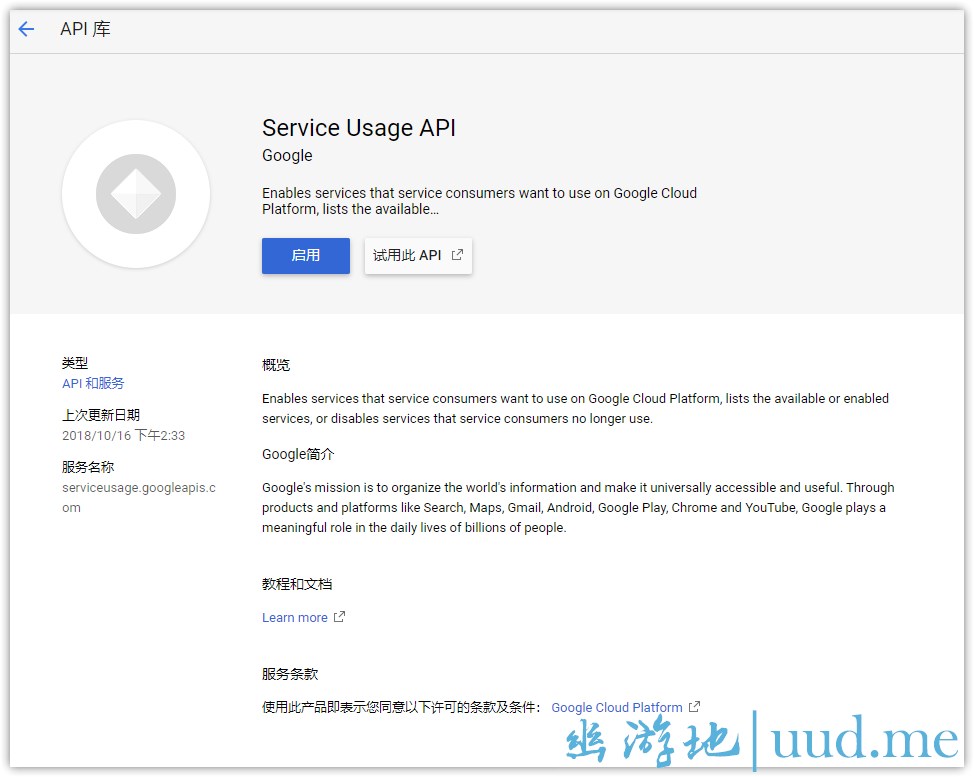 API 库
Service Usage API
Google
Enables services that service consumers want to use on Google Cloud
Platform, lists the available...
启用
试用此 API
类型
API 和服务
上次更新日期
2018/10/16 下午2:33
服务名称
serviceusage.googleapis.c
om
概览
Enables services that service consumers want to use on Google Cloud Platform, lists the available or enabled
services, or disables services that service consumers no longer use.
Google简介
Google's mission is to organize the world's information and make it universally accessible and useful. Through
products and platforms like Search, Maps, Gmail, Android, Google Play, Chrome and YouTube, Google plays a
meaningful role in the daily lives of billions of people.
教程和文档
Learn more
服务条款
使用此产品即表示您同意以下许可的条款及条件： Google Cloud Platform
幽游地|uud.me